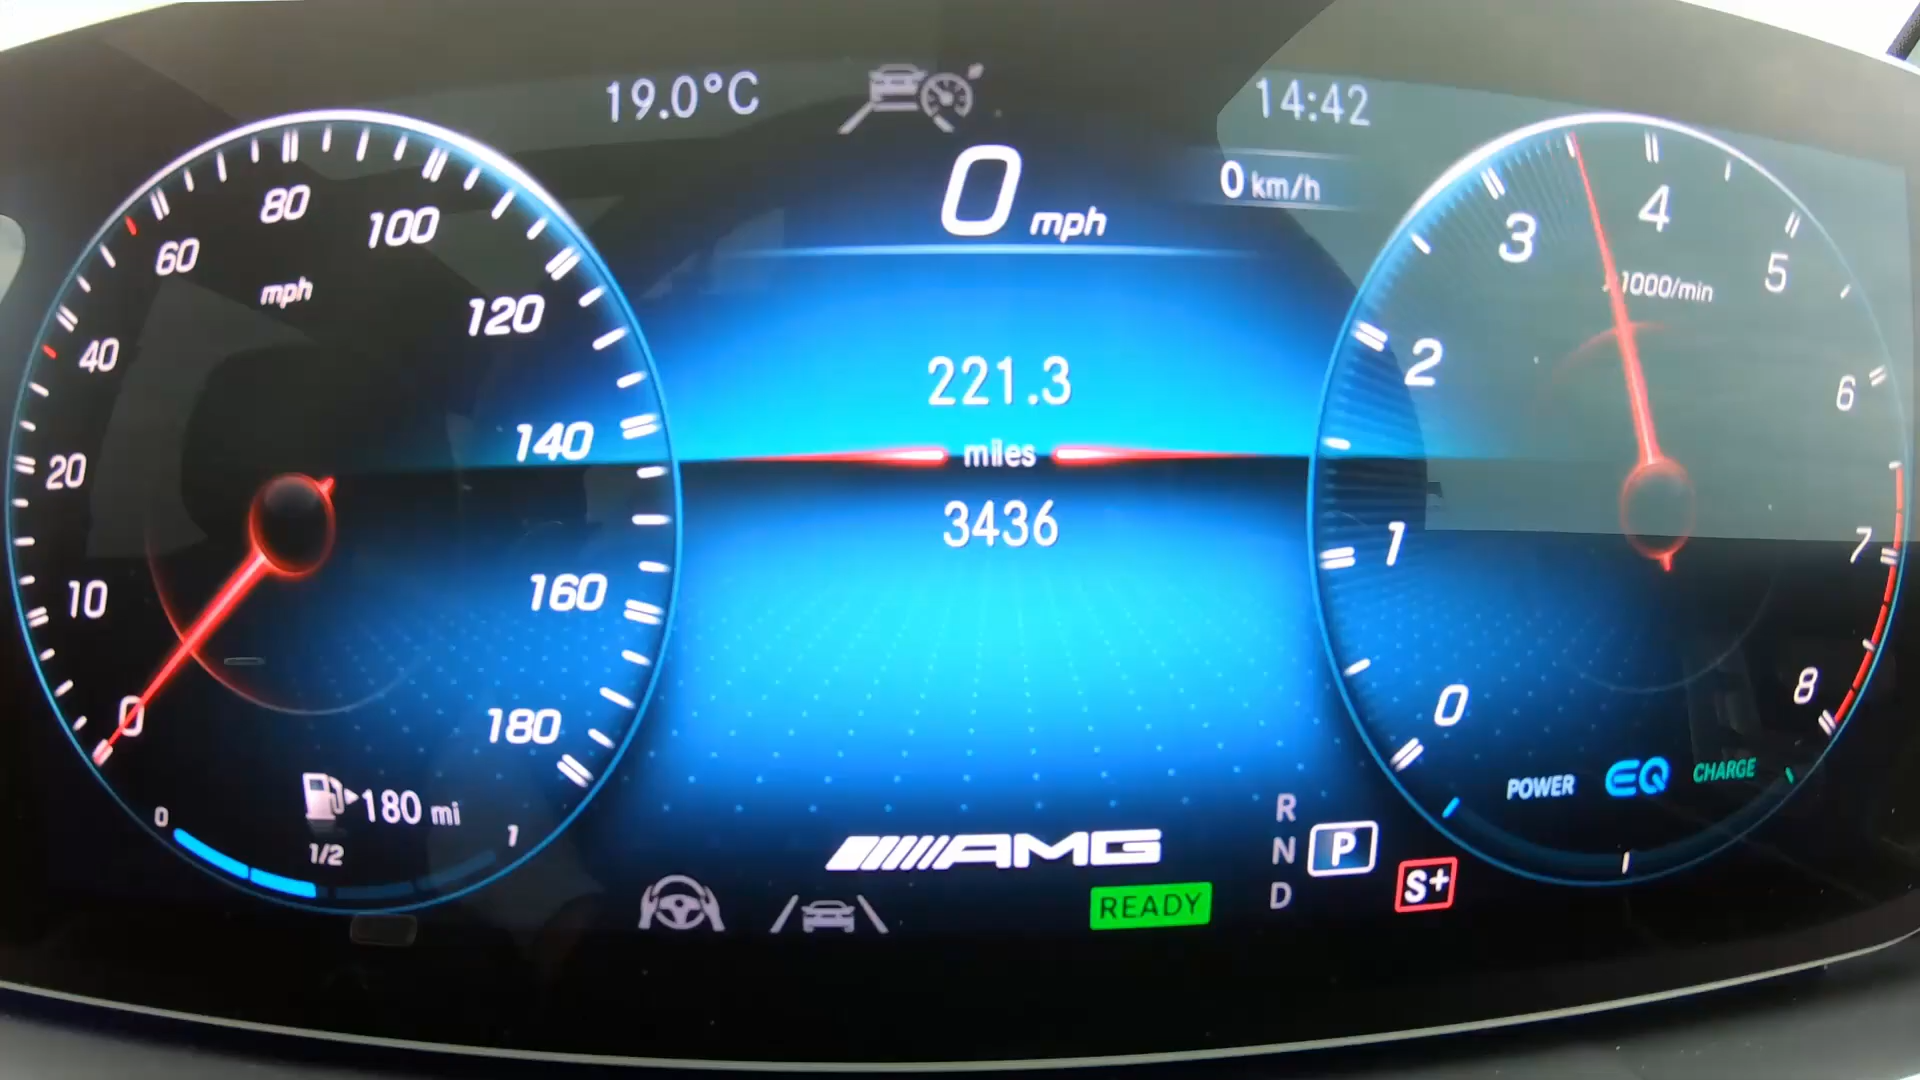 19.0°C
14:42
0 mph
0 km/h
221.3
miles
3436
mph
0
10
20
40
60
80
100
120
140
160
180
180 mi
0
1/2
1
1000/min
0
1
2
3
4
5
6
7
8
POWER EQ CHARGE
AMG
READY
R
N
D
P
S+